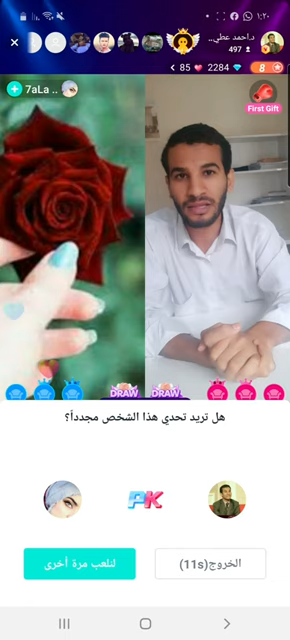 ١:٢٠
د.احمد عطي..
497
85
2284
8
7aLa ..
First Gift
DRAW
DRAW
هل تريد تحدي هذا الشخص مجدداً؟
PK
لنلعب مرة أخرى
الخروج(11s)